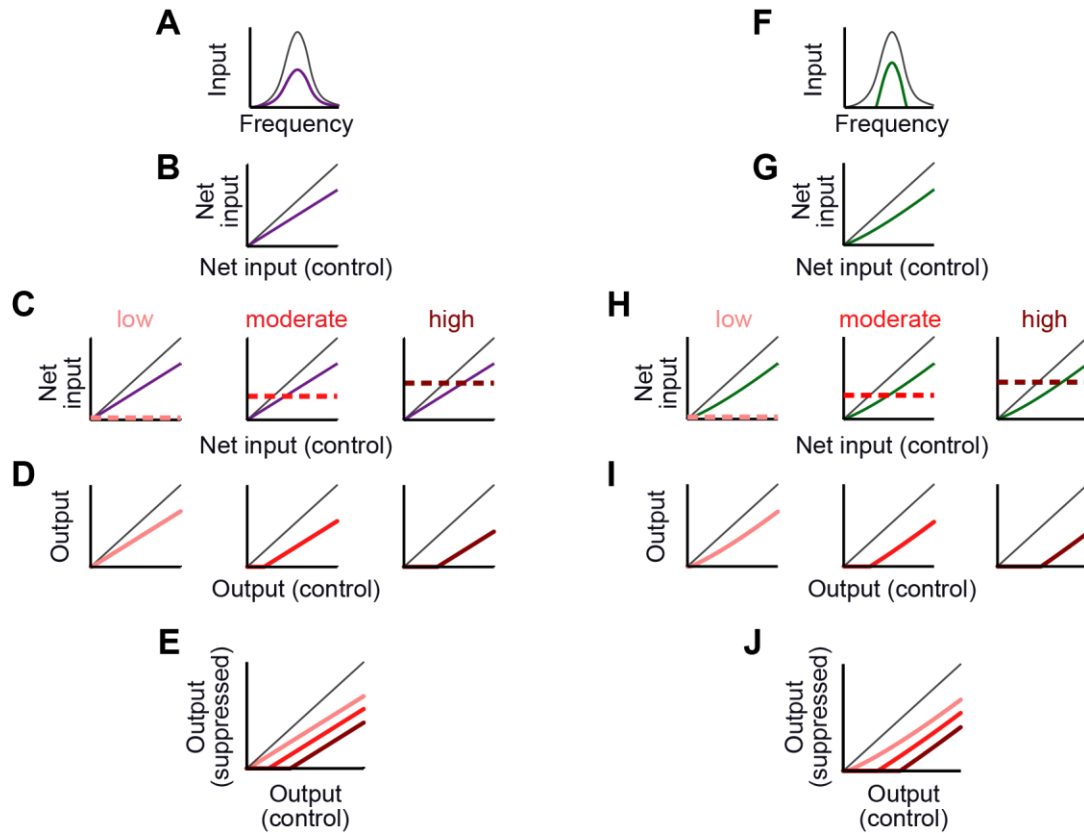 A
Input
Frequency
B
Net
input
Net input (control)
C
low
moderate
high
Net
input
Net input (control)
D
Output
Output (control)
E
Output
(suppressed)
Output
(control)
F
Input
Frequency
G
Net
input
Net input (control)
H
low
moderate
high
Net
input
Net input (control)
I
Output
Output (control)
J
Output
(suppressed)
Output
(control)